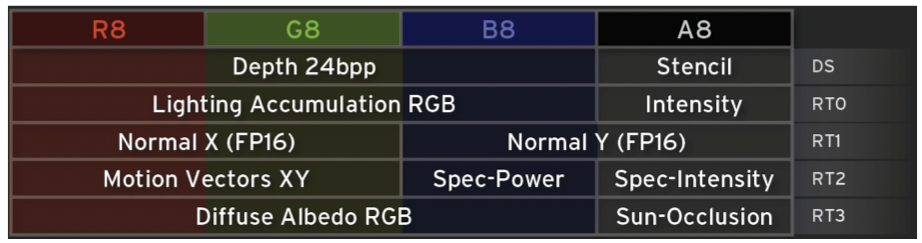 R8 G8 B8 A8
Depth 24bpp Stencil DS
Lighting Accumulation RGB Intensity RT0
Normal X (FP16) Normal Y (FP16) RT1
Motion Vectors XY Spec-Power Spec-Intensity RT2
Diffuse Albedo RGB Sun-Occlusion RT3